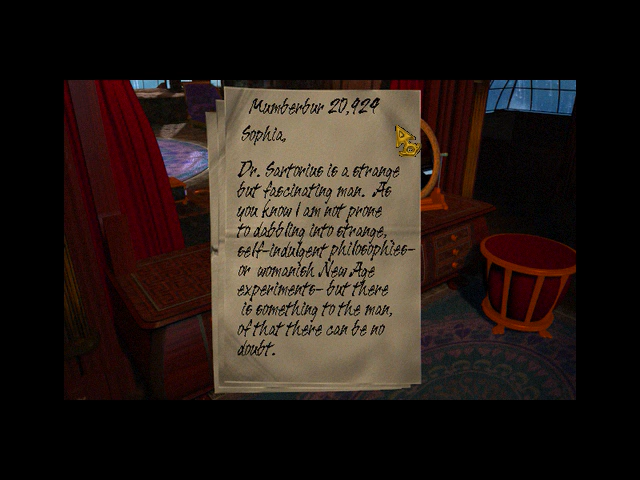 Mumberbur 20,924
Sophia,
Dr. Sartorius is a strange
but fascinating man. As
you know I am not prone
to dabbling into strange,
self-indulgent philosophies-
or womanish New Age
experiments- but there
is something to the man,
of that there can be no
doubt.